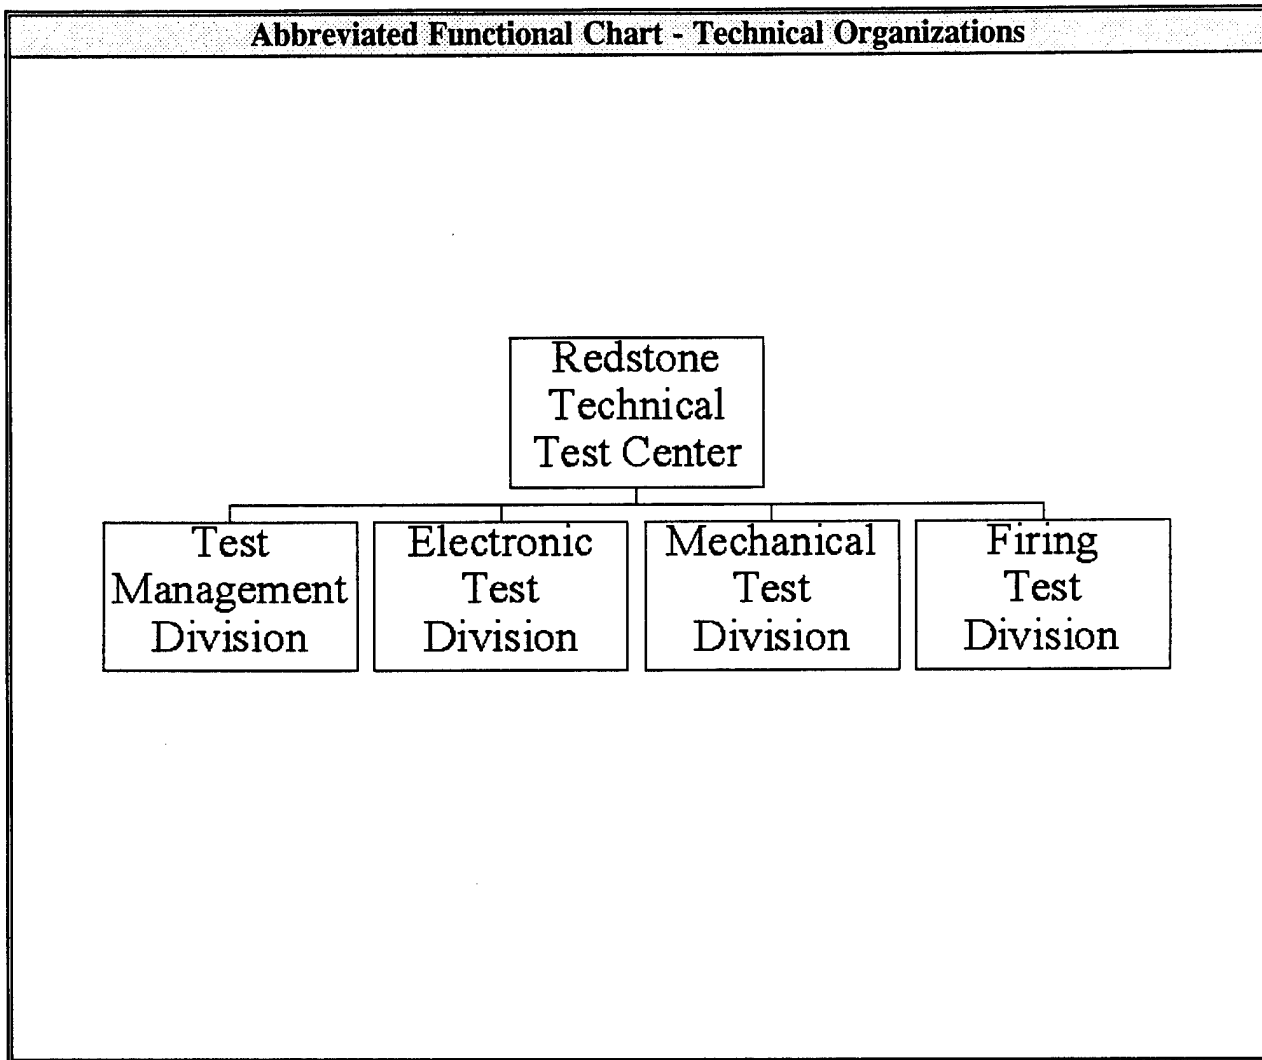 Abbreviated Functional Chart - Technical Organizations
Redstone
Technical
Test Center
Test
Management
Division
Electronic
Test
Division
Mechanical
Test
Division
Firing
Test
Division